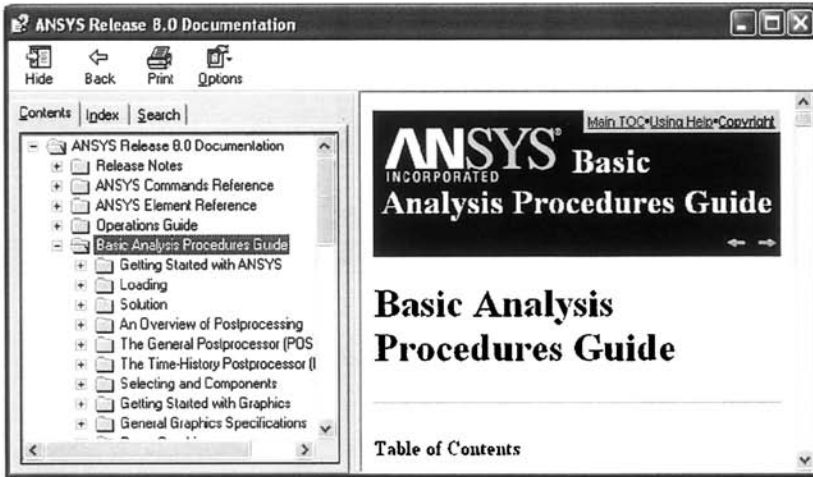 ANSYS Release 8.0 Documentation
Hide Back Print Options
Contents Index Search
ANSYS Release 8.0 Documentation
Release Notes
ANSYS Commands Reference
ANSYS Element Reference
Operations Guide
Basic Analysis Procedures Guide
Getting Started with ANSYS
Loading
Solution
An Overview of Postprocessing
The General Postprocessor (POS
The Time-History Postprocessor (
Selecting and Components
Getting Started with Graphics
General Graphics Specifications
Main TOC•Using Help•Copyright
ANSYS® Basic
INCORPORATED
Analysis Procedures Guide
Basic Analysis
Procedures Guide
Table of Contents